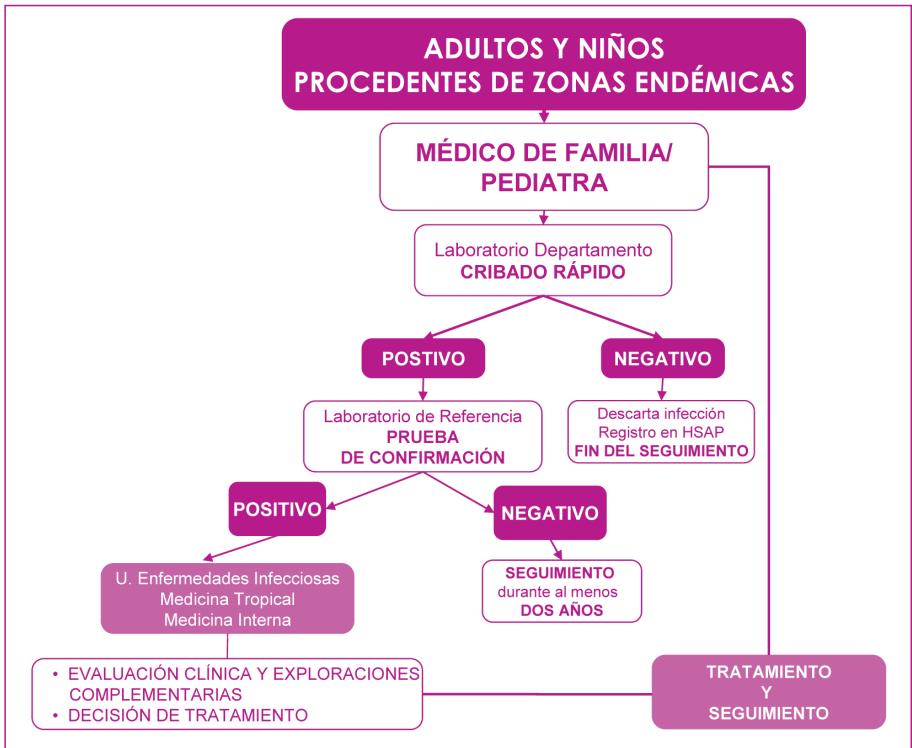 ADULTOS Y NIÑOS
PROCEDENTES DE ZONAS ENDÉMICAS
MÉDICO DE FAMILIA/
PEDIATRA
Laboratorio Departamento
CRIBADO RÁPIDO
POSTIVO
NEGATIVO
Laboratorio de Referencia
PRUEBA
DE CONFIRMACIÓN
Descarta infección
Registro en HSAP
FIN DEL SEGUIMIENTO
POSITIVO
NEGATIVO
U. Enfermedades Infecciosas
Medicina Tropical
Medicina Interna
SEGUIMIENTO
durante al menos
DOS AÑOS
• EVALUACIÓN CLÍNICA Y EXPLORACIONES
COMPLEMENTARIAS
• DECISIÓN DE TRATAMIENTO
TRATAMIENTO
Y
SEGUIMIENTO